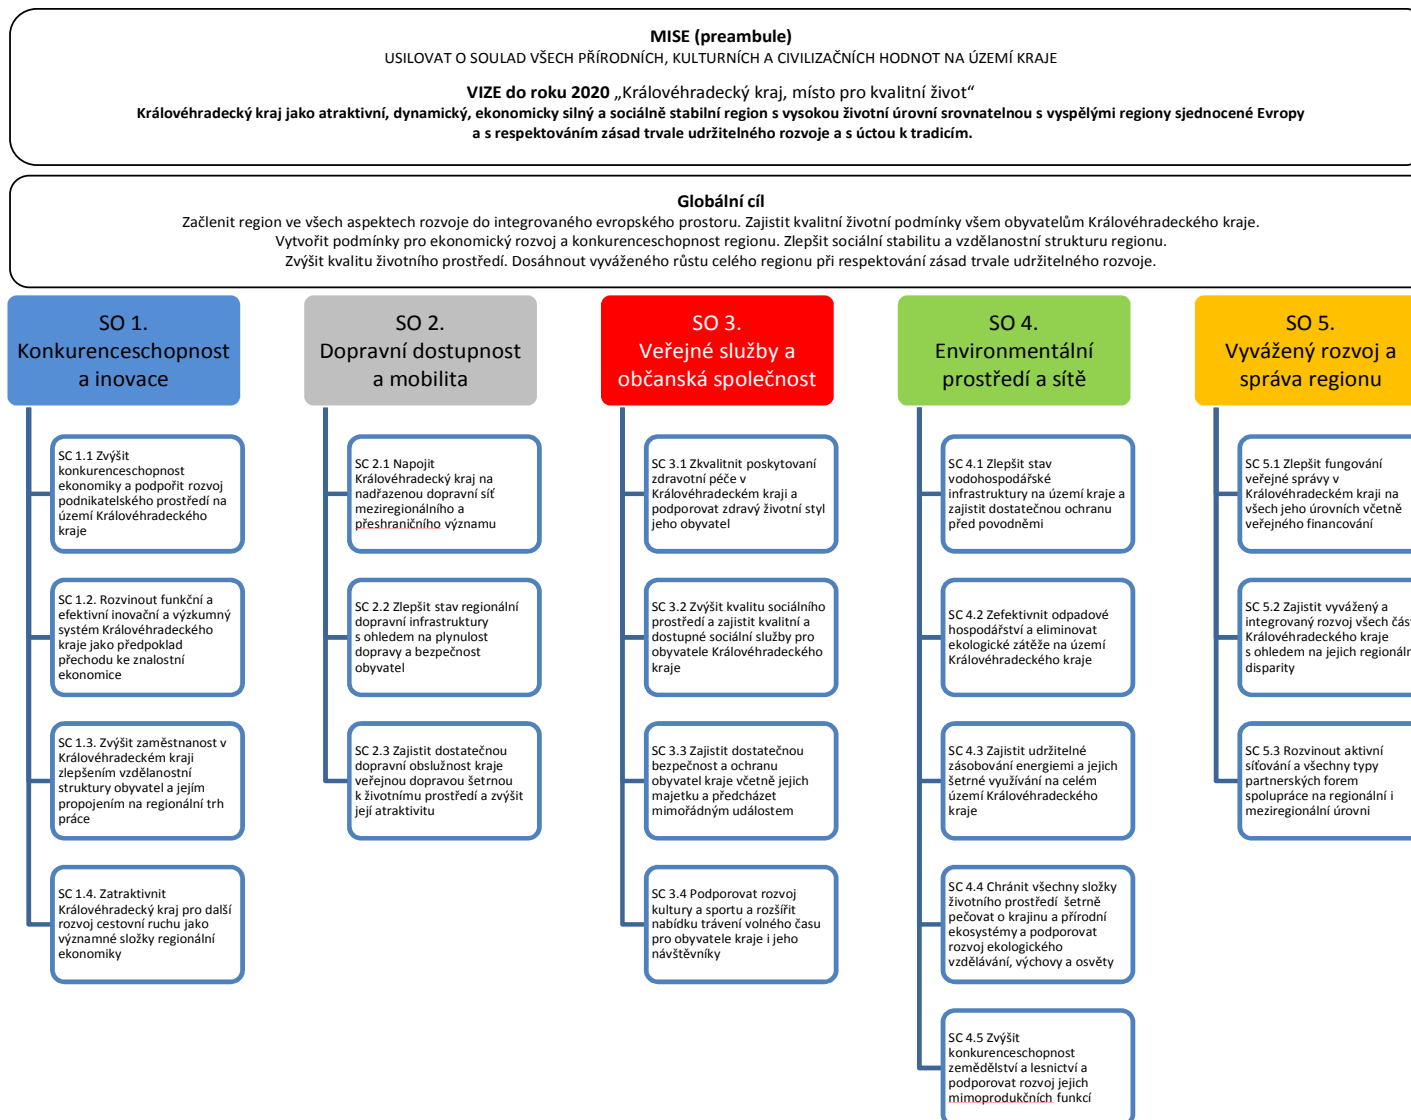 MISE (preambule)
USILOVAT O SOULAD VŠECH PŘÍRODNÍCH, KULTURNÍCH A CIVILIZAČNÍCH HODNOT NA ÚZEMÍ KRAJE
VIZE do roku 2020 „Královéhradecký kraj, místo pro kvalitní život“
Královéhradecký kraj jako atraktivní, dynamický, ekonomicky silný a sociálně stabilní region s vysokou životní úrovní srovnatelnou s vyspělými regiony sjednocené Evropy
a s respektováním zásad trvale udržitelného rozvoje a s úctou k tradicím.
Globální cíl
Začlenit region ve všech aspektech rozvoje do integrovaného evropského prostoru. Zajistit kvalitní životní podmínky všem obyvatelům Královéhradeckého kraje.
Vytvořit podmínky pro ekonomický rozvoj a konkurenceschopnost regionu. Zlepšit sociální stabilitu a vzdělanostní strukturu regionu.
Zvýšit kvalitu životního prostředí. Dosáhnout vyváženého růstu celého regionu při respektování zásad trvale udržitelného rozvoje.
SO 1.
Konkurenceschopnost
a inovace
SC 1.1 Zvýšit
konkurenceschopnost
ekonomiky a podpořit rozvoj
podnikatelského prostředí na
území Královéhradeckého
kraje
SC 1.2. Rozvinout funkční a
efektivní inovační a výzkumný
systém Královéhradeckého
kraje jako předpoklad
přechodu ke znalostní
ekonomice
SC 1.3. Zvýšit zaměstnanost v
Královéhradeckém kraji
zlepšením vzdělanostní
struktury obyvatel a jejím
propojením na regionální trh
práce
SC 1.4. Zatraktivnit
Královéhradecký kraj pro další
rozvoj cestovní ruchu jako
významné složky regionální
ekonomiky
SO 2.
Dopravní dostupnost
a mobilita
SC 2.1 Napojit
Královéhradecký kraj na
nadřazenou dopravní síť
meziregionálního a
přeshraničního významu
SC 2.2 Zlepšit stav regionální
dopravní infrastruktury
s ohledem na plynulost
dopravy a bezpečnost
obyvatel
SC 2.3 Zajistit dostatečnou
dopravní obslužnost kraje
veřejnou dopravou šetrnou
k životnímu prostředí a zvýšit
její atraktivitu
SO 3.
Veřejné služby a
občanská společnost
SC 3.1 Zkvalitnit poskytovaní
zdravotní péče v
Královéhradeckém kraji a
podporovat zdravý životní styl
jeho obyvatel
SC 3.2 Zvýšit kvalitu sociálního
prostředí a zajistit kvalitní a
dostupné sociální služby pro
obyvatele Královéhradeckého
kraje
SC 3.3 Zajistit dostatečnou
bezpečnost a ochranu
obyvatel kraje včetně jejich
majetku a předcházet
mimořádným událostem
SC 3.4 Podporovat rozvoj
kultury a sportu a rozšířit
nabídku trávení volného času
pro obyvatele kraje i jeho
návštěvníky
SO 4.
Environmentální
prostředí a sítě
SC 4.1 Zlepšit stav
vodohospodářské
infrastruktury na území kraje a
zajistit dostatečnou ochranu
před povodněmi
SC 4.2 Zefektivnit odpadové
hospodářství a eliminovat
ekologické zátěže na území
Královéhradeckého kraje
SC 4.3 Zajistit udržitelné
zásobování energiemi a jejich
šetrné využívání na celém
území Královéhradeckého
kraje
SC 4.4 Chránit všechny složky
životního prostředí šetrně
pečovat o krajinu a přírodní
ekosystémy a podporovat
rozvoj ekologického
vzdělávání, výchovy a osvěty
SC 4.5 Zvýšit
konkurenceschopnost
zemědělství a lesnictví a
podporovat rozvoj jejich
mimoprodukčních funkcí
SO 5.
Vyvážený rozvoj a
správa regionu
SC 5.1 Zlepšit fungování
veřejné správy v
Královéhradeckém kraji na
všech jeho úrovních včetně
veřejného financování
SC 5.2 Zajistit vyvážený a
integrovaný rozvoj všech část
Královéhradeckého kraje
s ohledem na jejich regionáln
disparity
SC 5.3 Rozvinout aktivní
síťování a všechny typy
partnerských forem
spolupráce na regionální i
meziregionální úrovni